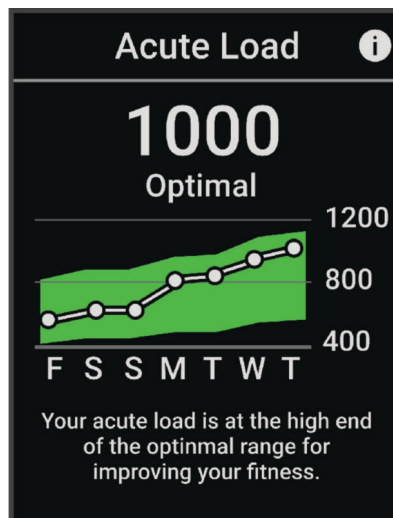 Acute Load i
1000
Optimal
1200
800
400
F S S M T W T
Your acute load is at the high end
of the optinmal range for
improving your fitness.